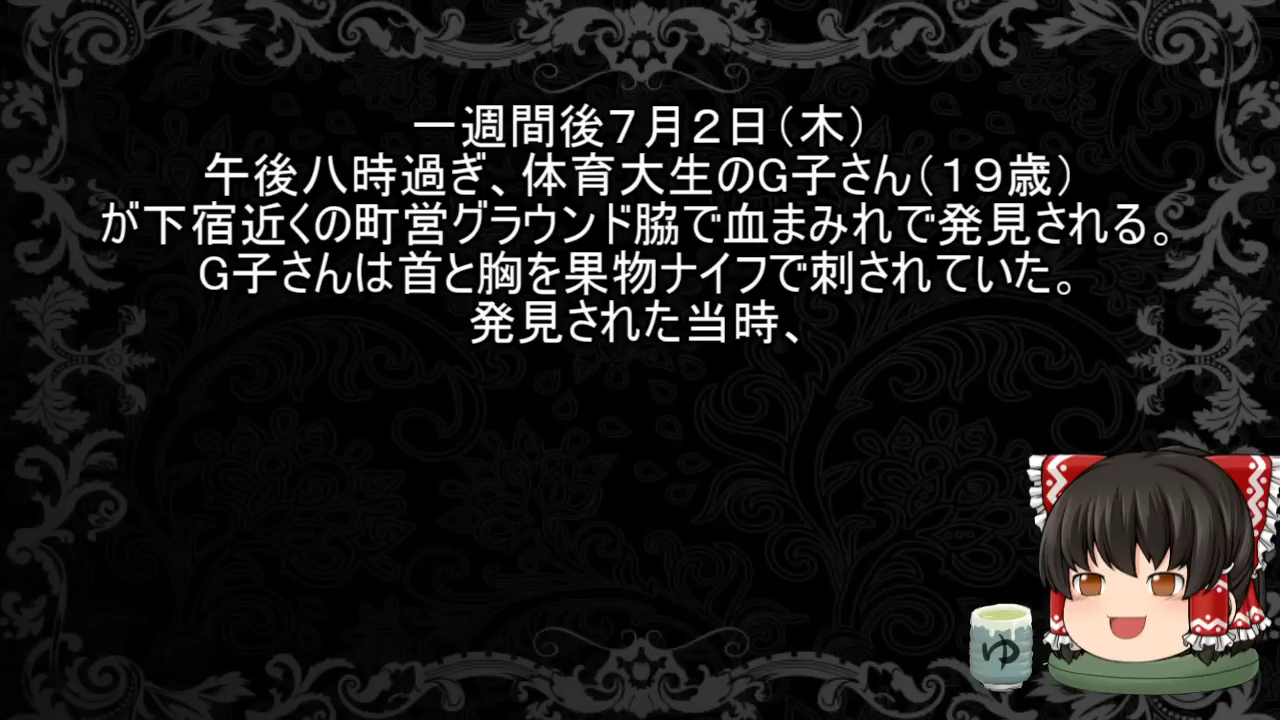 一週間後７月２日（木）
午後八時過ぎ、体育大生のG子さん（１９歳）
が下宿近くの町営グラウンド脇で血まみれで発見される。
G子さんは首と胸を果物ナイフで刺されていた。
発見された当時、
ゆ